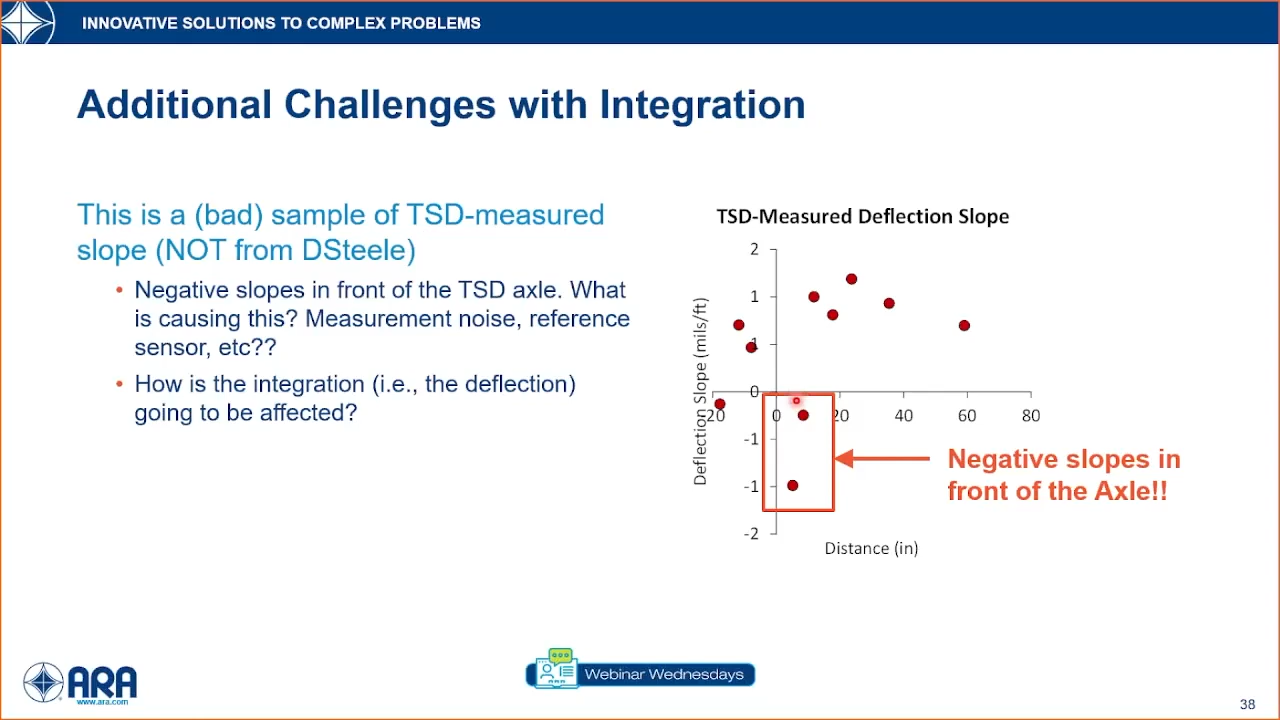 INNOVATIVE SOLUTIONS TO COMPLEX PROBLEMS
Additional Challenges with Integration
This is a (bad) sample of TSD-measured
slope (NOT from DSteele)
• Negative slopes in front of the TSD axle. What
is causing this? Measurement noise, reference
sensor, etc??
• How is the integration (i.e., the deflection)
going to be affected?
TSD-Measured Deflection Slope
Deflection Slope (mils/ft)
2
1
1
0
-1
-1
-2
20 0 20 40 60 80
Distance (in)
Negative slopes in
front of the Axle!!
ARA
www.ara.com
ARA
Webinar Wednesdays
38